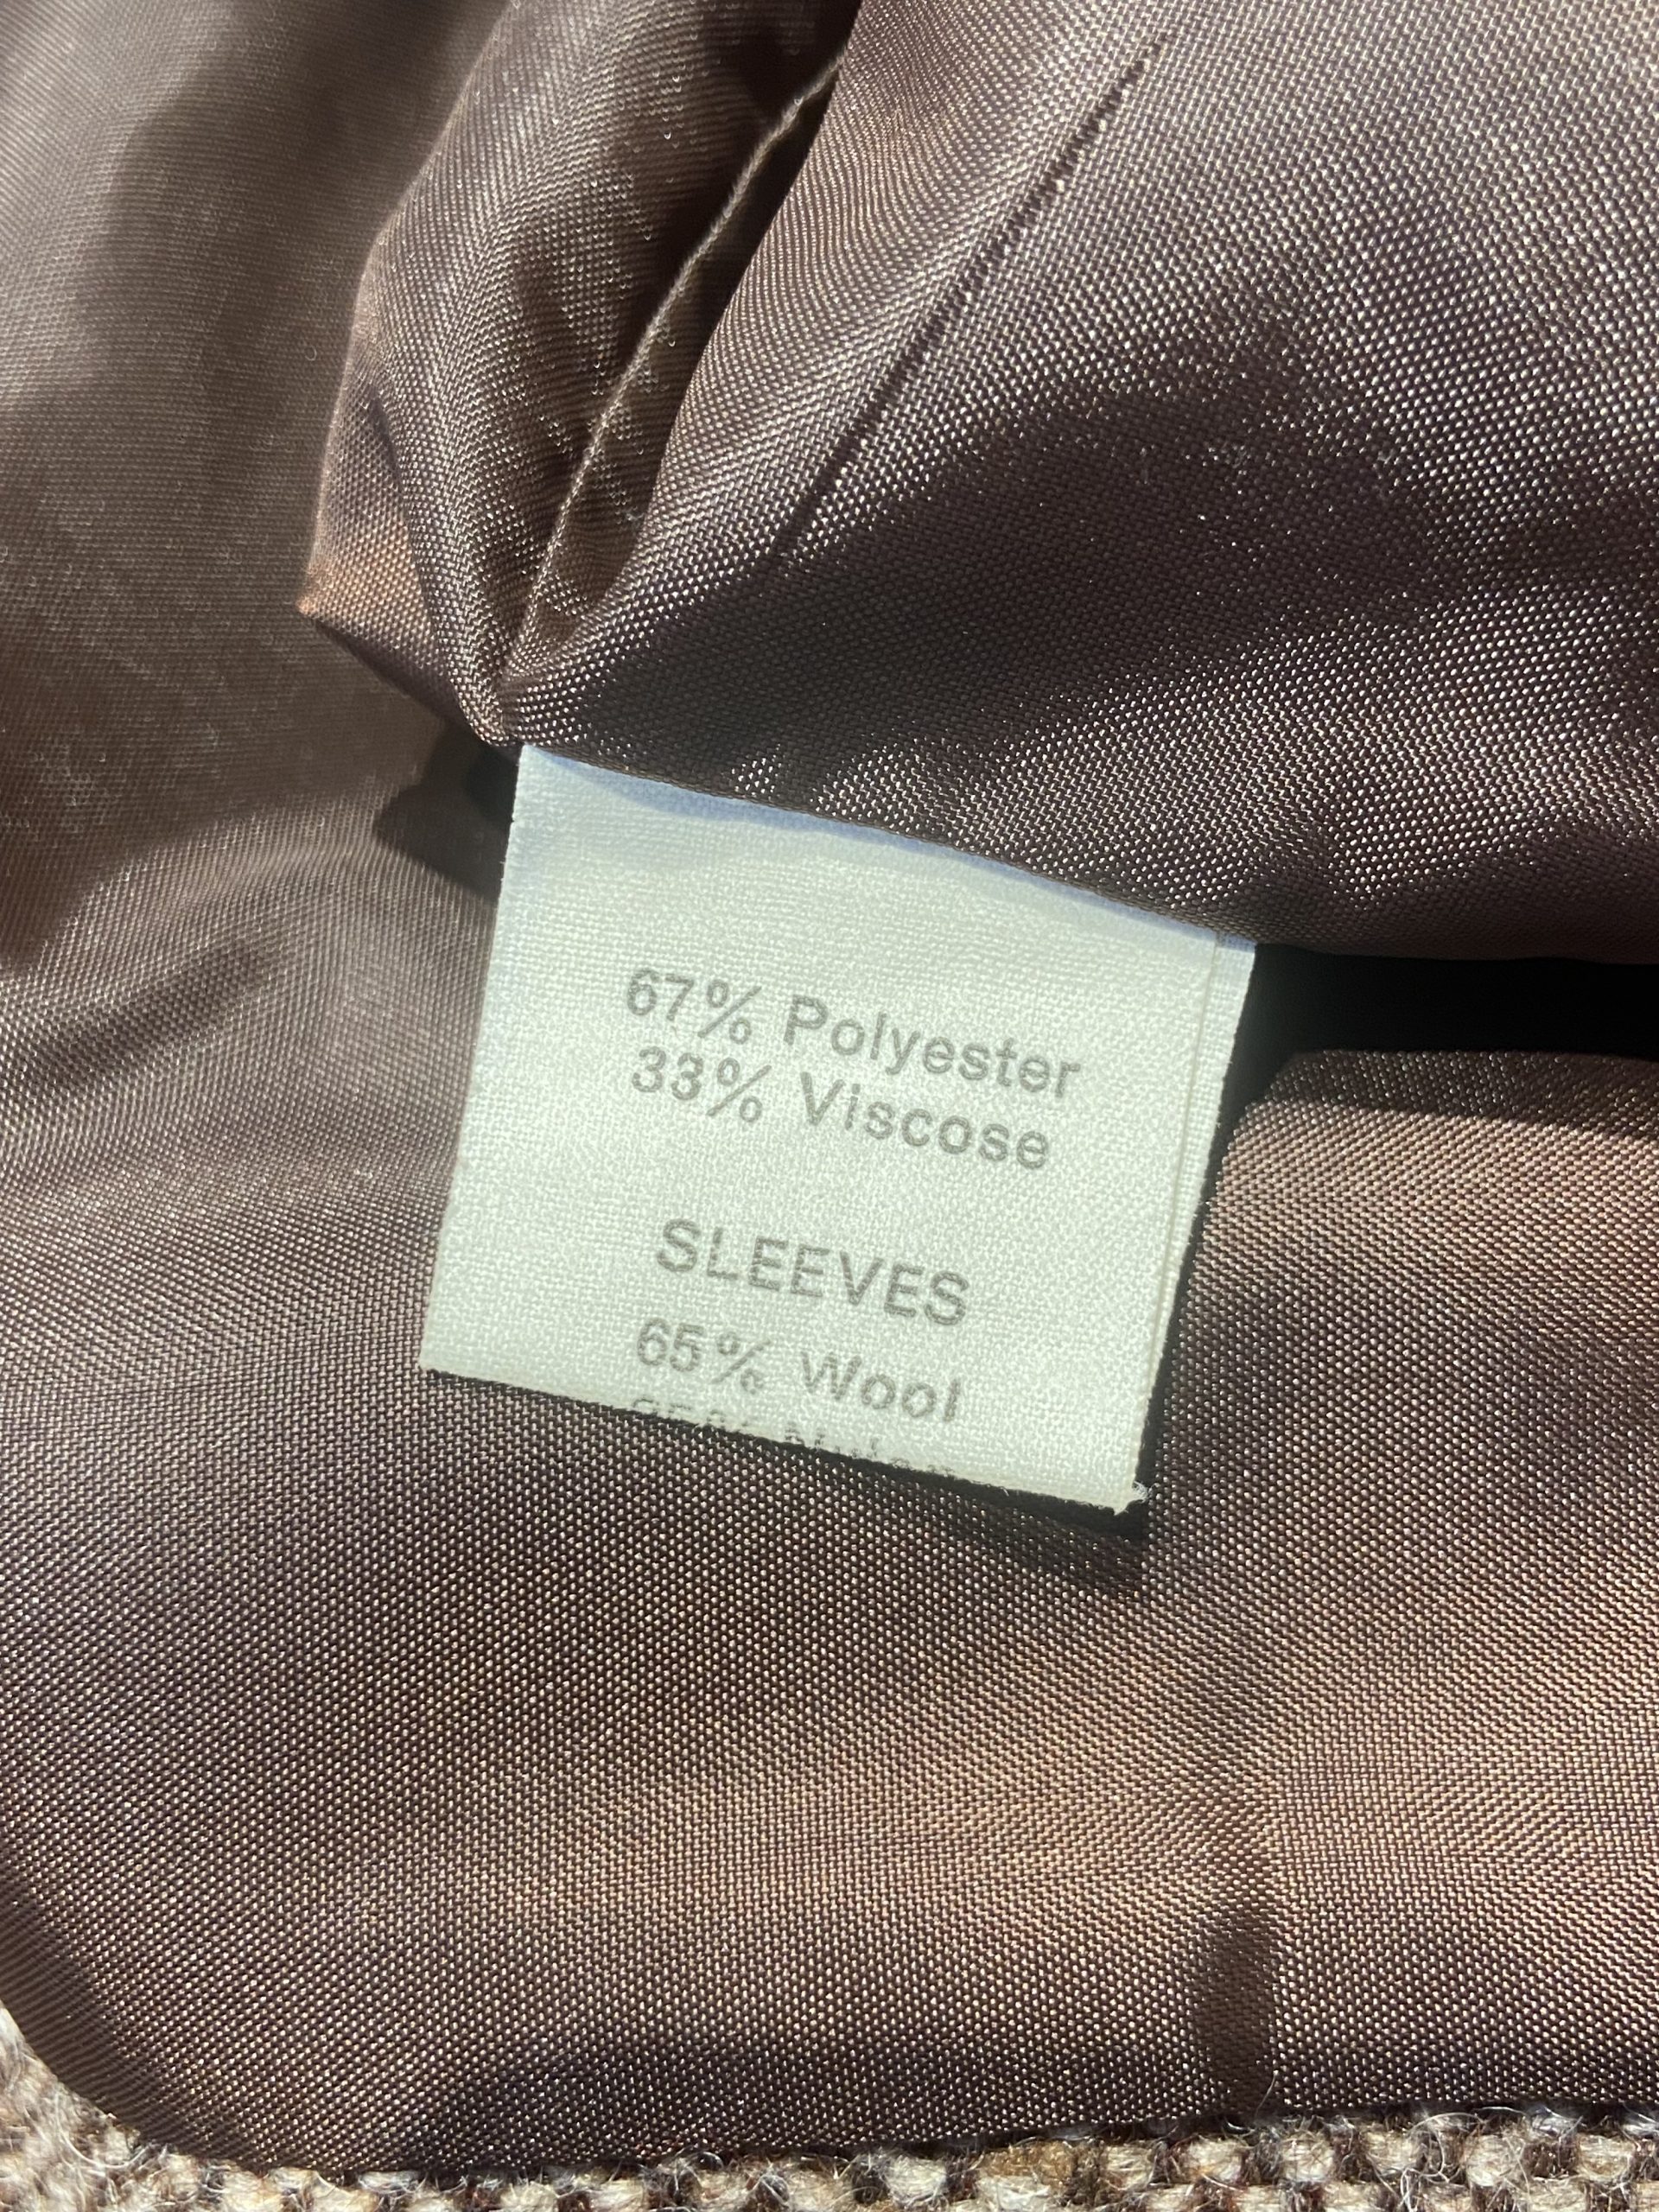 67% Polyester
33% Viscose
SLEEVES
65% Wool